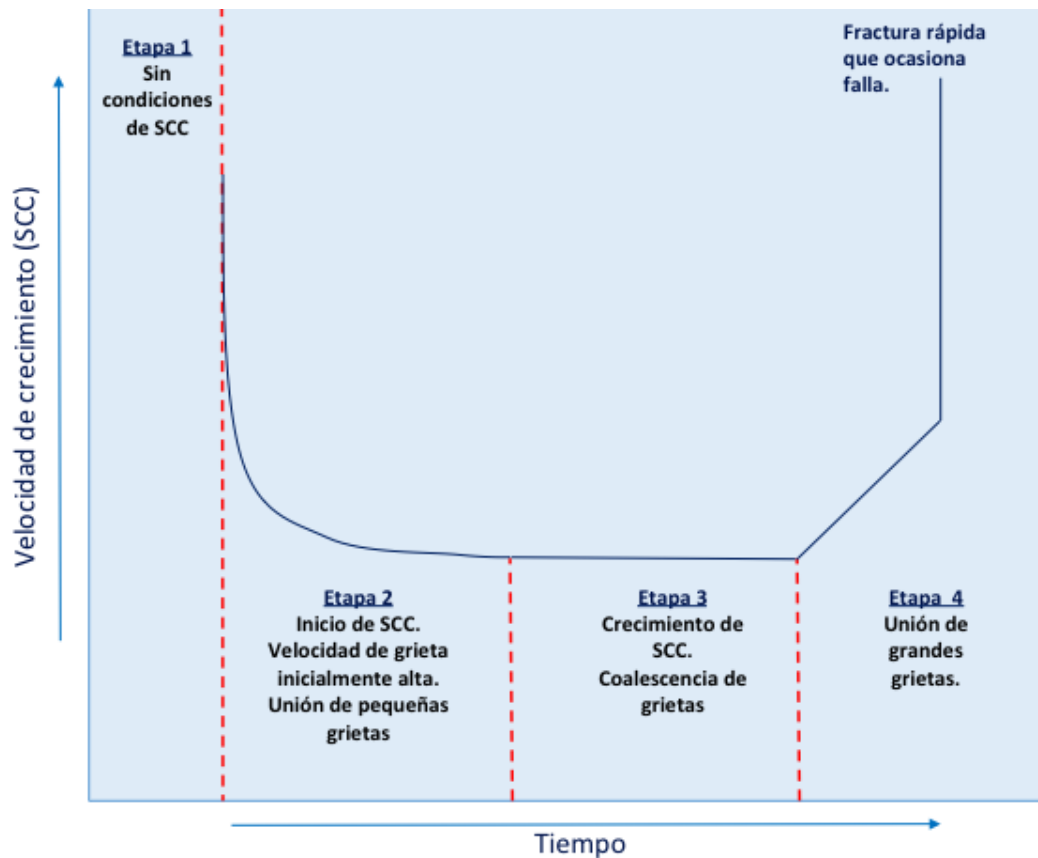 Etapa 1
Sin
condiciones
de SCC
Fractura rápida
que ocasiona
falla.
Velocidad de crecimiento (SCC)
Etapa 2
Inicio de SCC.
Velocidad de grieta
inicialmente alta.
Unión de pequeñas
grietas
Etapa 3
Crecimiento de
SCC.
Coalescencia de
grietas
Etapa 4
Unión de
grandes
grietas.
Tiempo